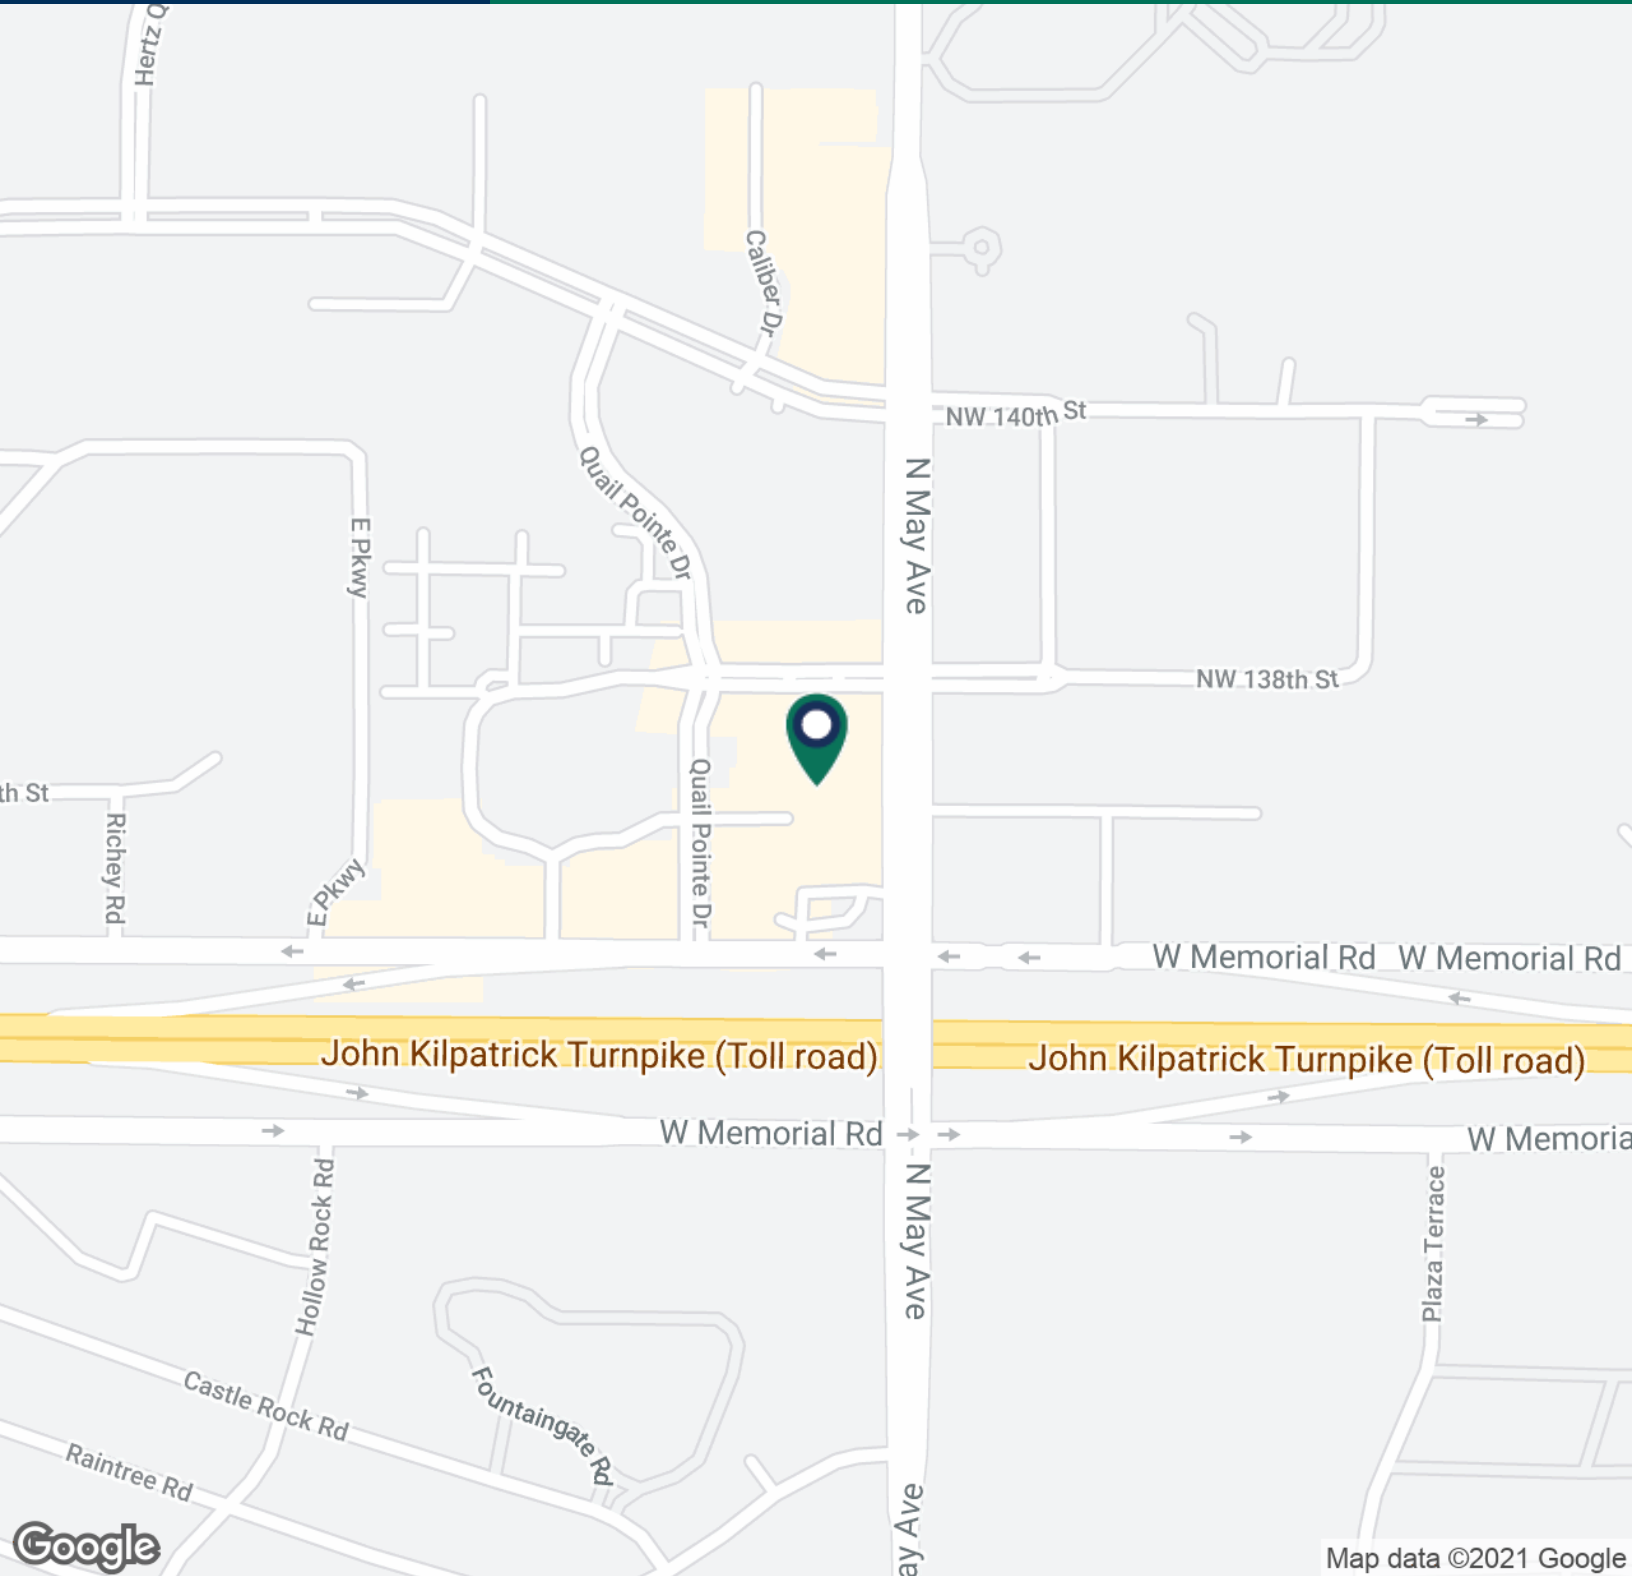 Hertz Q
Caliber Dr
NW 140th St
N May Ave
Quail Pointe Dr
E Pkwy
NW 138th St
th St
Richey Rd
Quail Pointe Dr
E Pkwy
W Memorial Rd
W Memorial Rd
John Kilpatrick Turnpike (Toll road)
John Kilpatrick Turnpike (Toll road)
W Memorial Rd
W Memoria
N May Ave
Hollow Rock Rd
Plaza Terrace
Castle Rock Rd
Fountaingate Rd
Raintree Rd
ay Ave
Google
Map data ©2021 Google